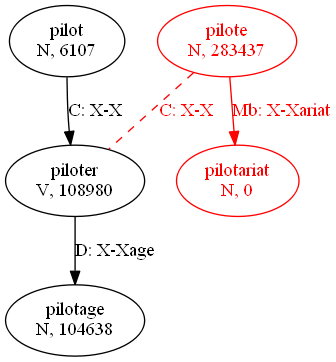 pilot
N, 6107
pilote
N, 283437
C: X-X
C: X-X
Mb: X-Xariat
piloter
V, 108980
pilotariat
N, 0
D: X-Xage
pilotage
N, 104638